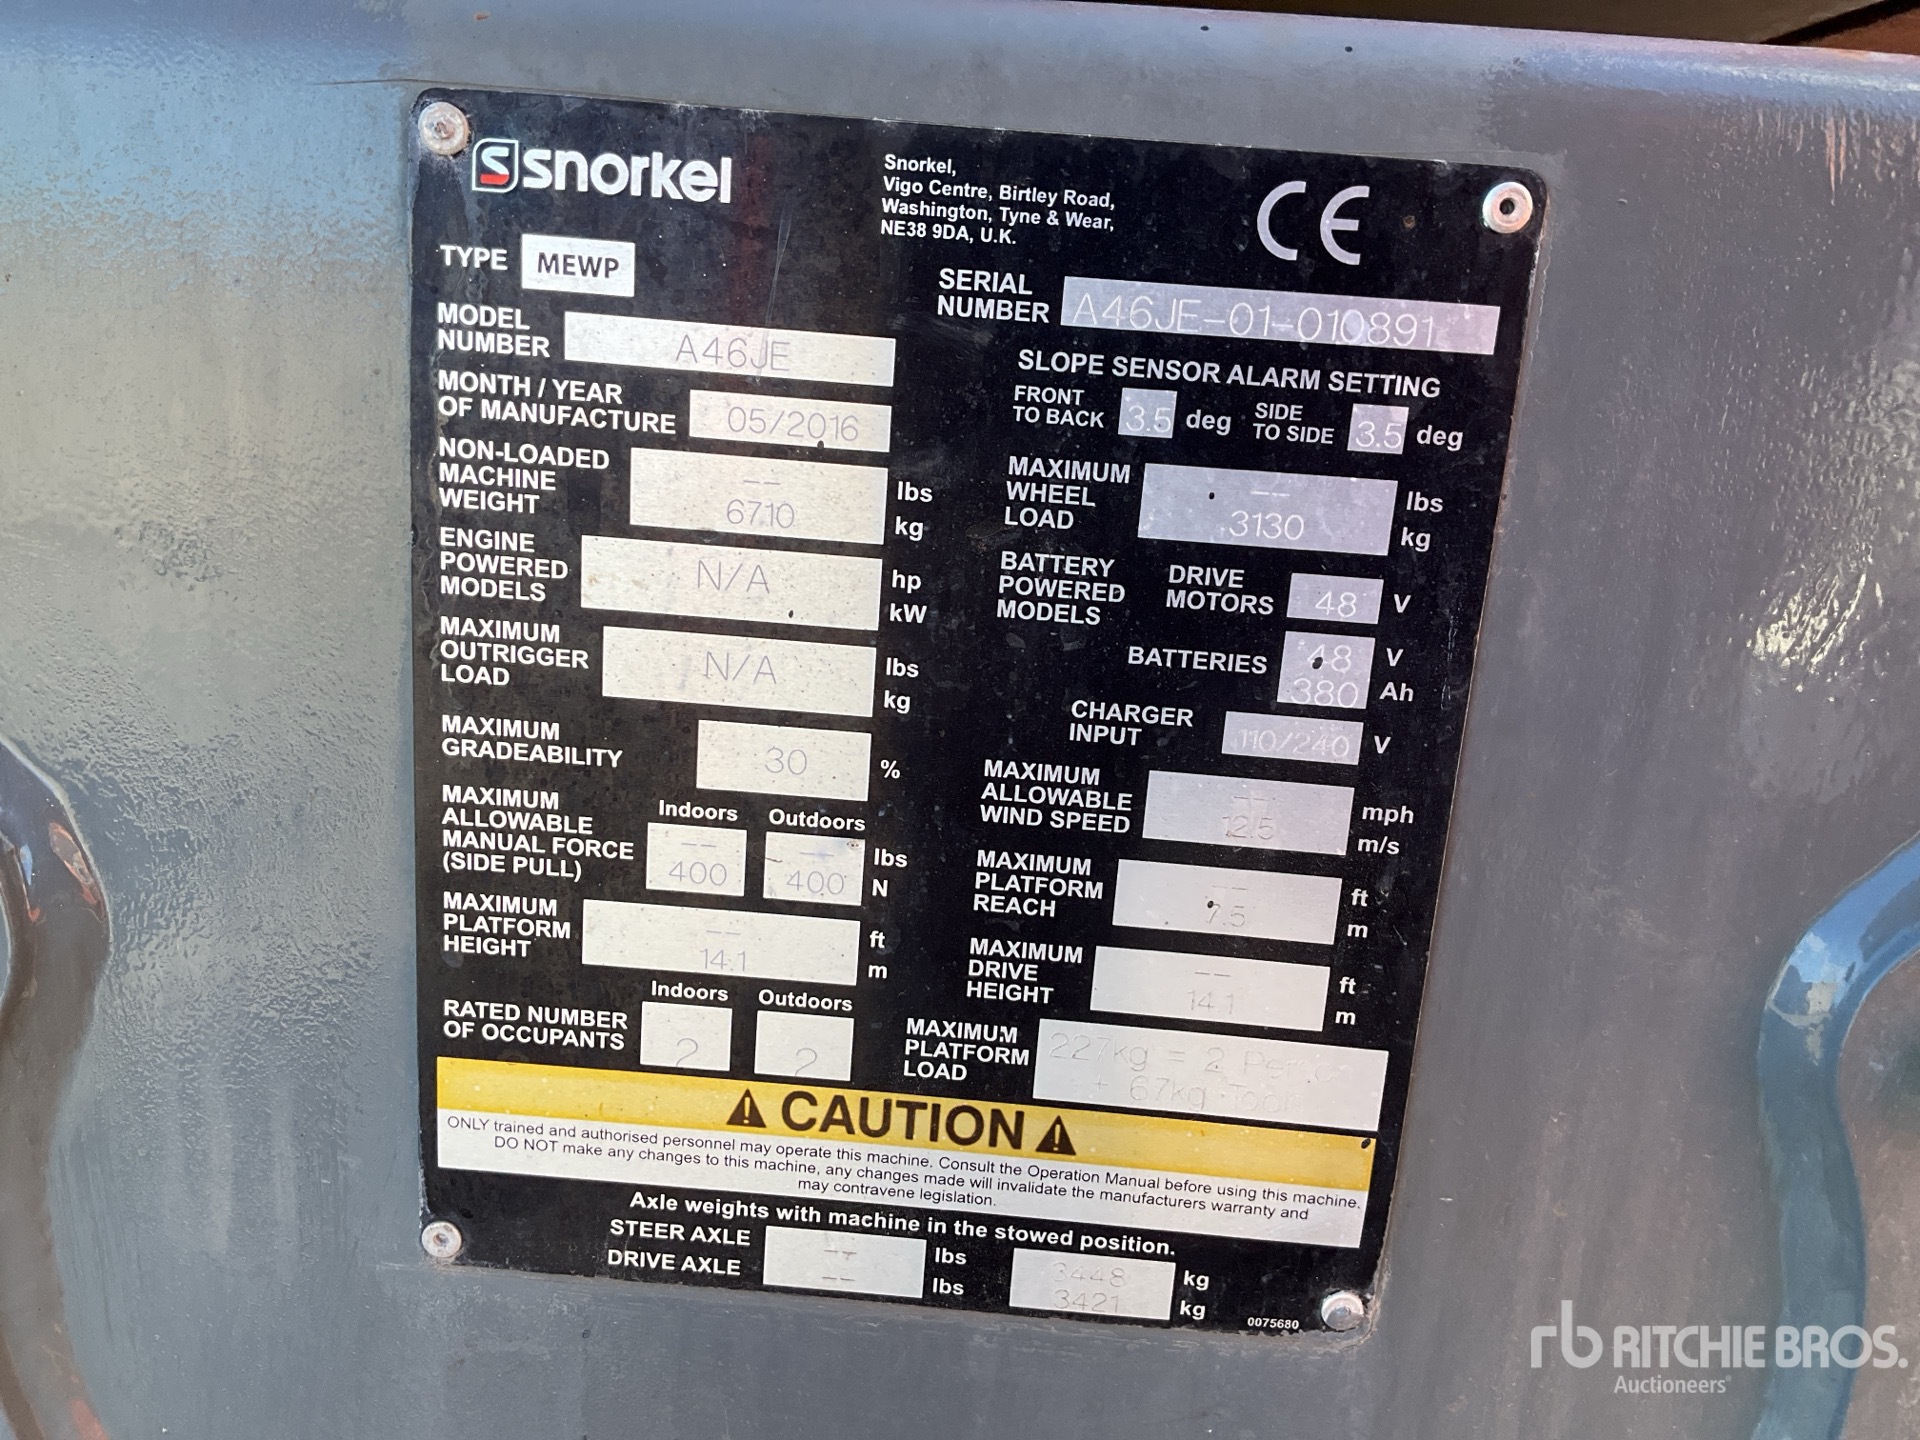 snorkel
Snorkel,
Vigo Centre, Birtley Road,
Washington, Tyne & Wear,
NE38 9DA, U.K.
CE
TYPE MEWP
SERIAL
NUMBER A46JE-01-010891
MODEL
NUMBER A46JE
MONTH / YEAR
OF MANUFACTURE 05/2016
SLOPE SENSOR ALARM SETTING
FRONT
TO BACK 3.5 deg
SIDE
TO SIDE 3.5 deg
NON-LOADED
MACHINE
WEIGHT
-- lbs
6710 kg
MAXIMUM
WHEEL
LOAD
-- lbs
3130 kg
ENGINE
POWERED
MODELS
N/A hp
kW
BATTERY
POWERED
MODELS
DRIVE
MOTORS 48 V
BATTERIES 48 V
380 Ah
MAXIMUM
OUTRIGGER
LOAD
N/A lbs
kg
CHARGER
INPUT 110/240 V
MAXIMUM
GRADEABILITY 30 %
MAXIMUM
ALLOWABLE
WIND SPEED
-- mph
12.5 m/s
MAXIMUM
ALLOWABLE
MANUAL FORCE
(SIDE PULL)
Indoors Outdoors
-- -- lbs
400 400 N
MAXIMUM
PLATFORM
REACH
-- ft
7.5 m
MAXIMUM
PLATFORM
HEIGHT
-- ft
14.1 m
MAXIMUM
DRIVE
HEIGHT
-- ft
14.1 m
RATED NUMBER
OF OCCUPANTS
Indoors Outdoors
2 2
MAXIMUM
PLATFORM
LOAD
227kg = 2
+ 67kg
CAUTION
ONLY trained and authorised personnel may operate this machine. Consult the Operation Manual before using this machine.
DO NOT make any changes to this machine, any changes made will invalidate the manufacturers warranty and
may contravene legislation.
Axle weights with machine in the stowed position.
STEER AXLE -- lbs 3448 kg
DRIVE AXLE -- lbs 3421 kg
0075680
rb RITCHIE BROS.
Auctioneers